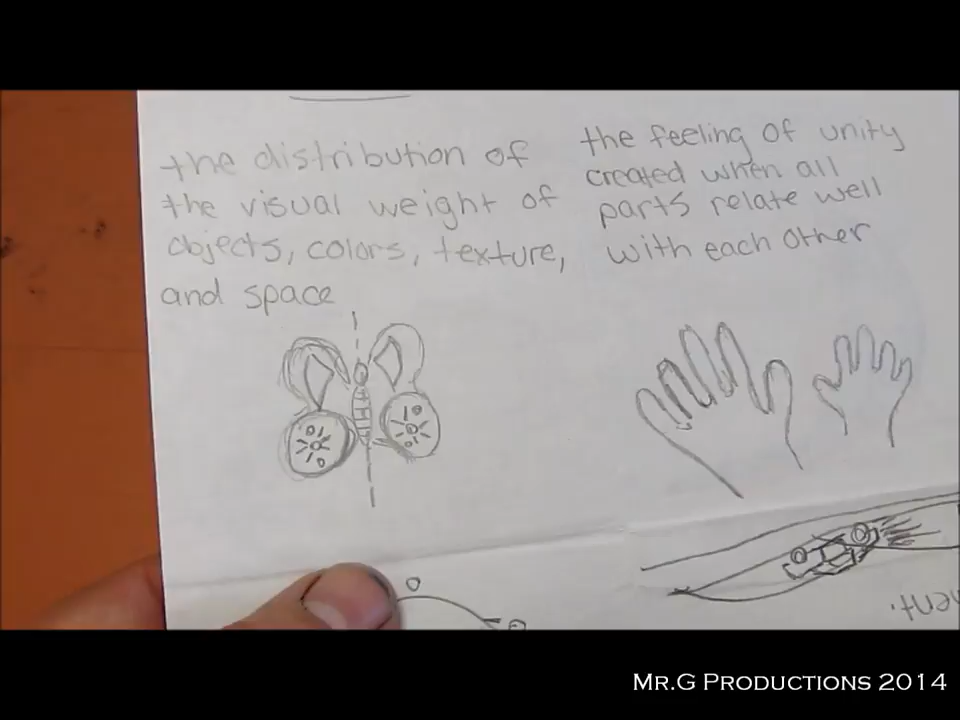 the distribution of
the visual weight of
objects, colors, texture,
and space
the feeling of unity
created when all
parts relate well
with each other
Mr.G Productions 2014